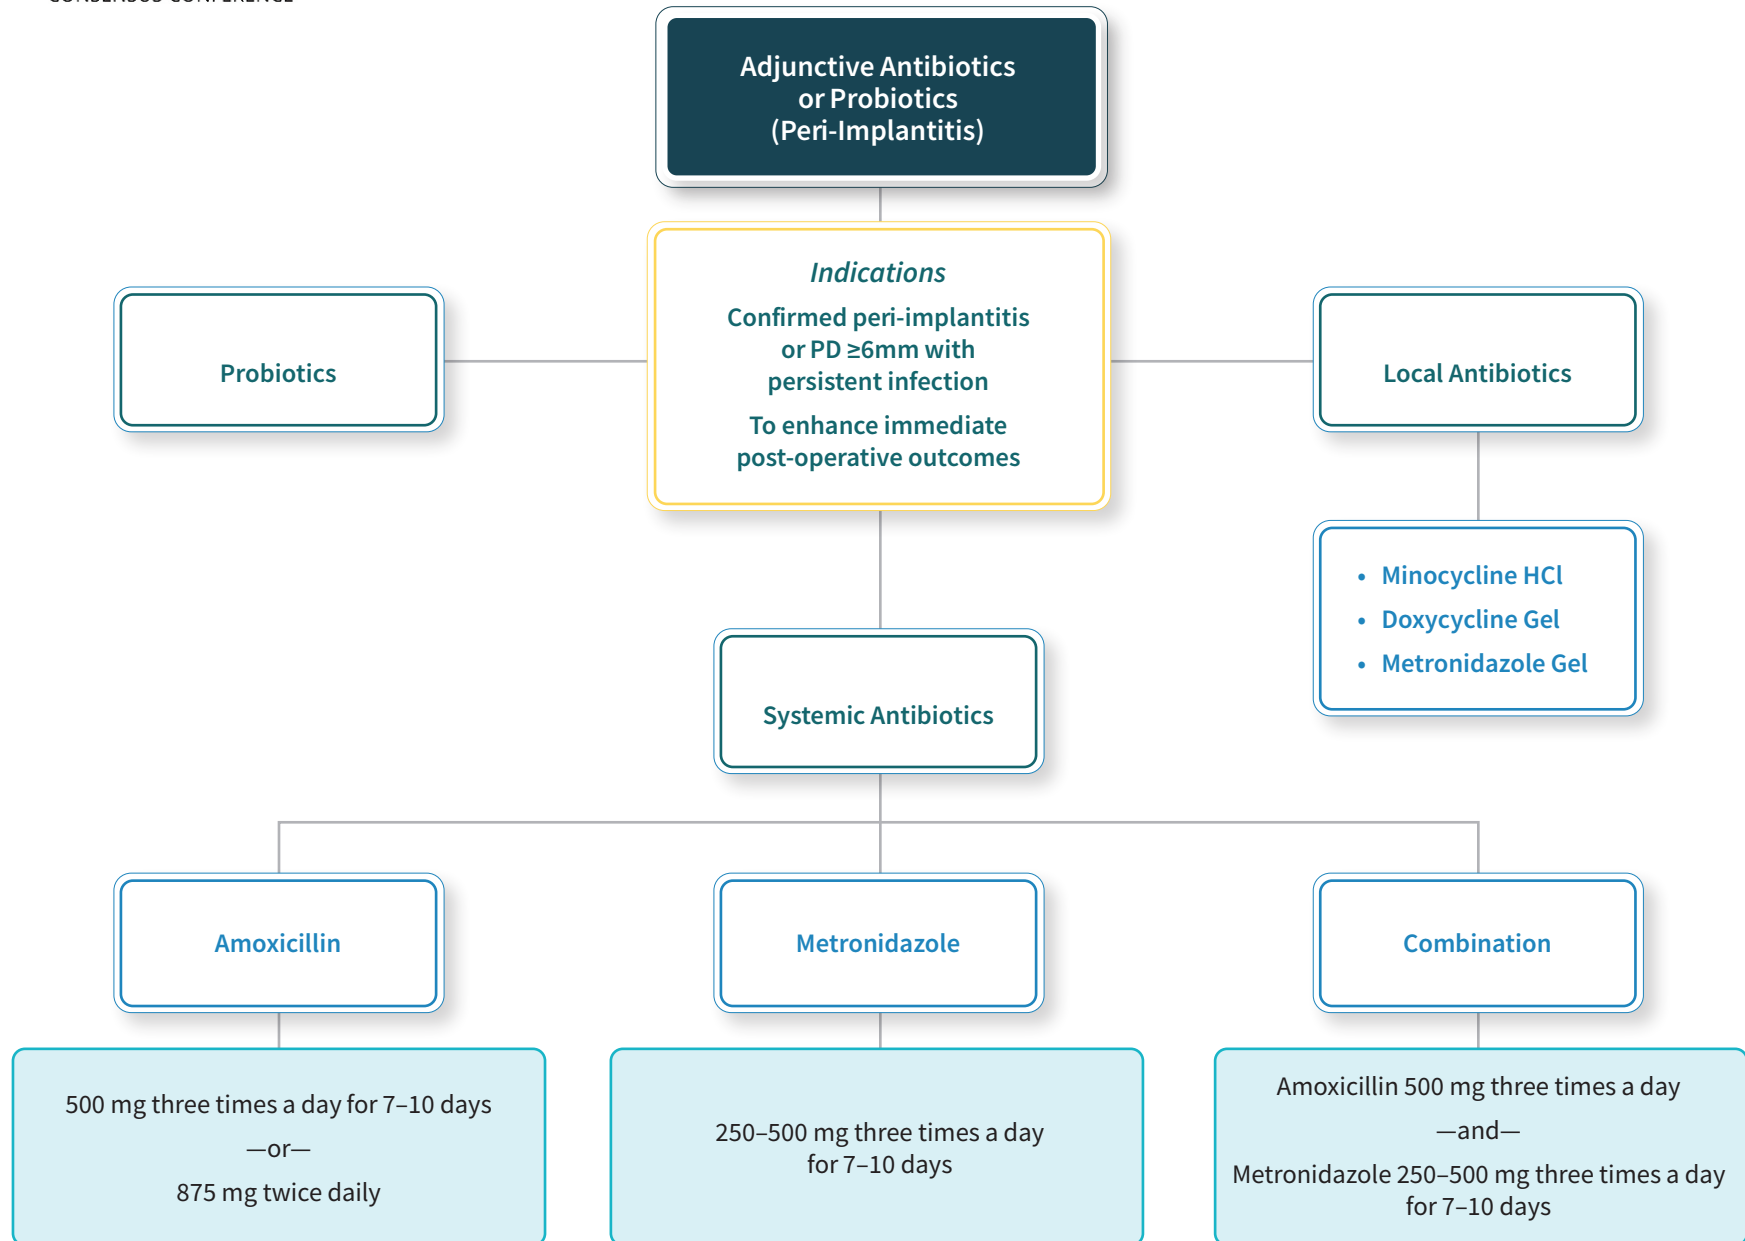 CONSENSUS CONFERENCE
Adjunctive Antibiotics
or Probiotics
(Peri-Implantitis)
Indications
Confirmed peri-implantitis
or PD ≥6mm with
persistent infection
To enhance immediate
post-operative outcomes
Probiotics
Local Antibiotics
• Minocycline HCl
• Doxycycline Gel
• Metronidazole Gel
Systemic Antibiotics
Amoxicillin
Metronidazole
Combination
500 mg three times a day for 7–10 days
—or—
875 mg twice daily
250–500 mg three times a day
for 7–10 days
Amoxicillin 500 mg three times a day
—and—
Metronidazole 250–500 mg three times a day
for 7–10 days